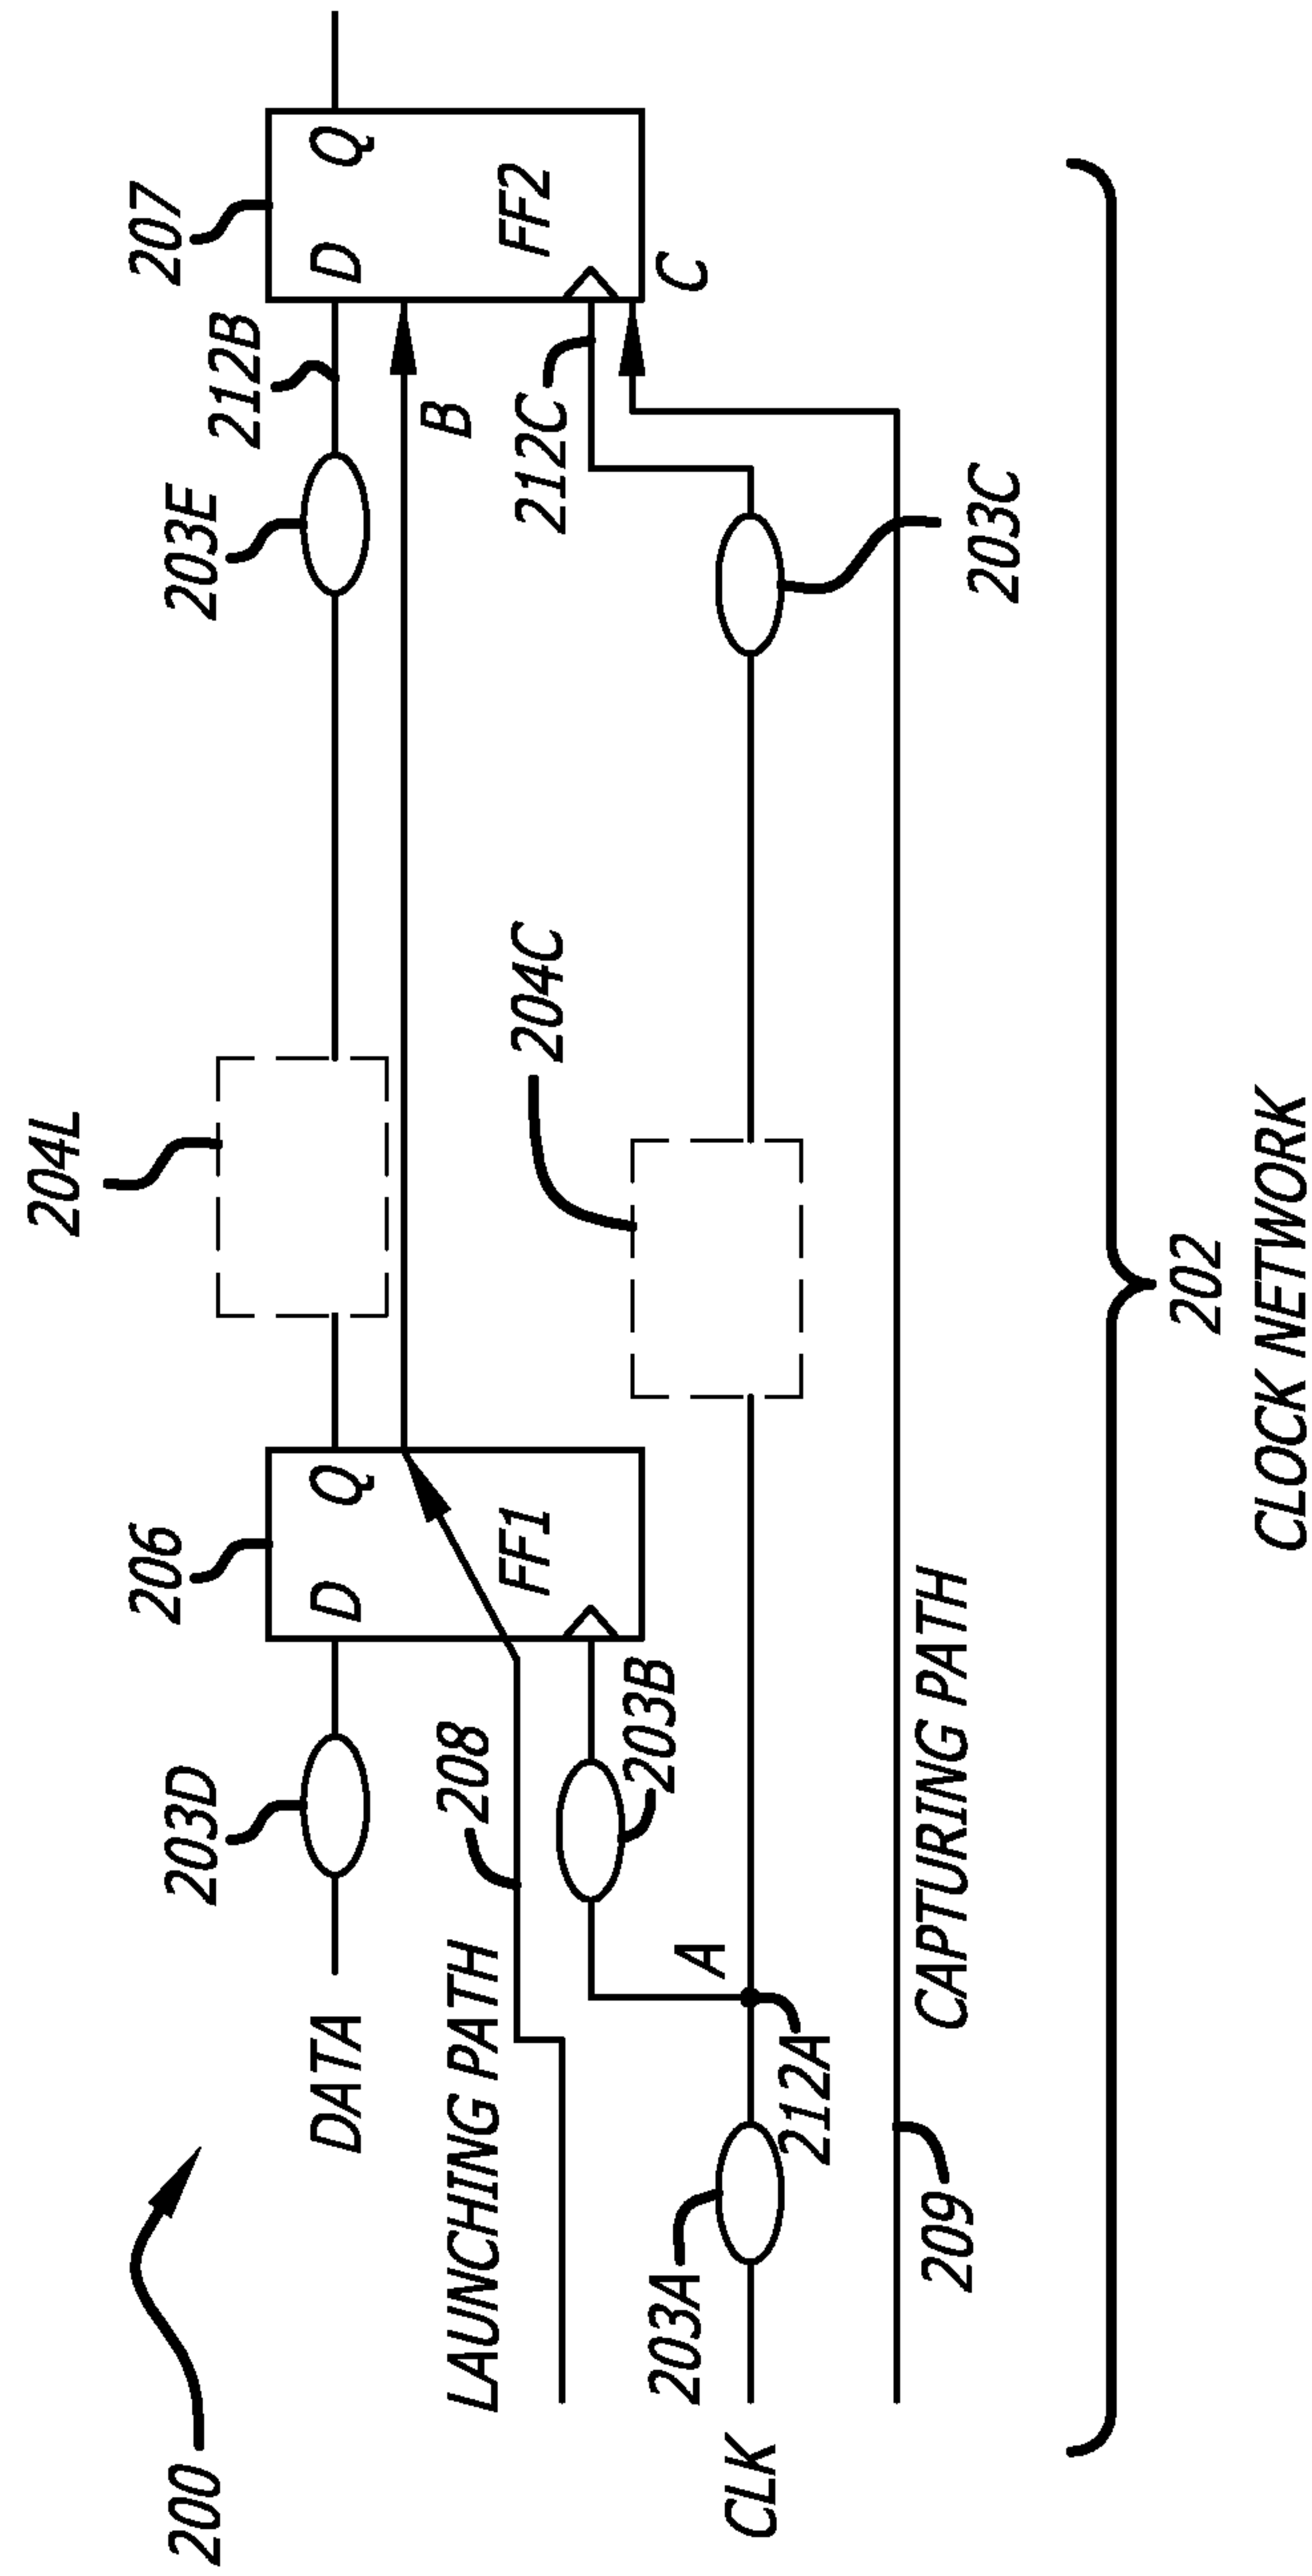 200
DATA
203D
206
D
Q
FF1
204L
203E
212B
207
D
Q
FF2
LAUNCHING PATH
208
203B
204C
B
212C
C
CLK
203A
A
212A
203C
209
CAPTURING PATH
202
CLOCK NETWORK